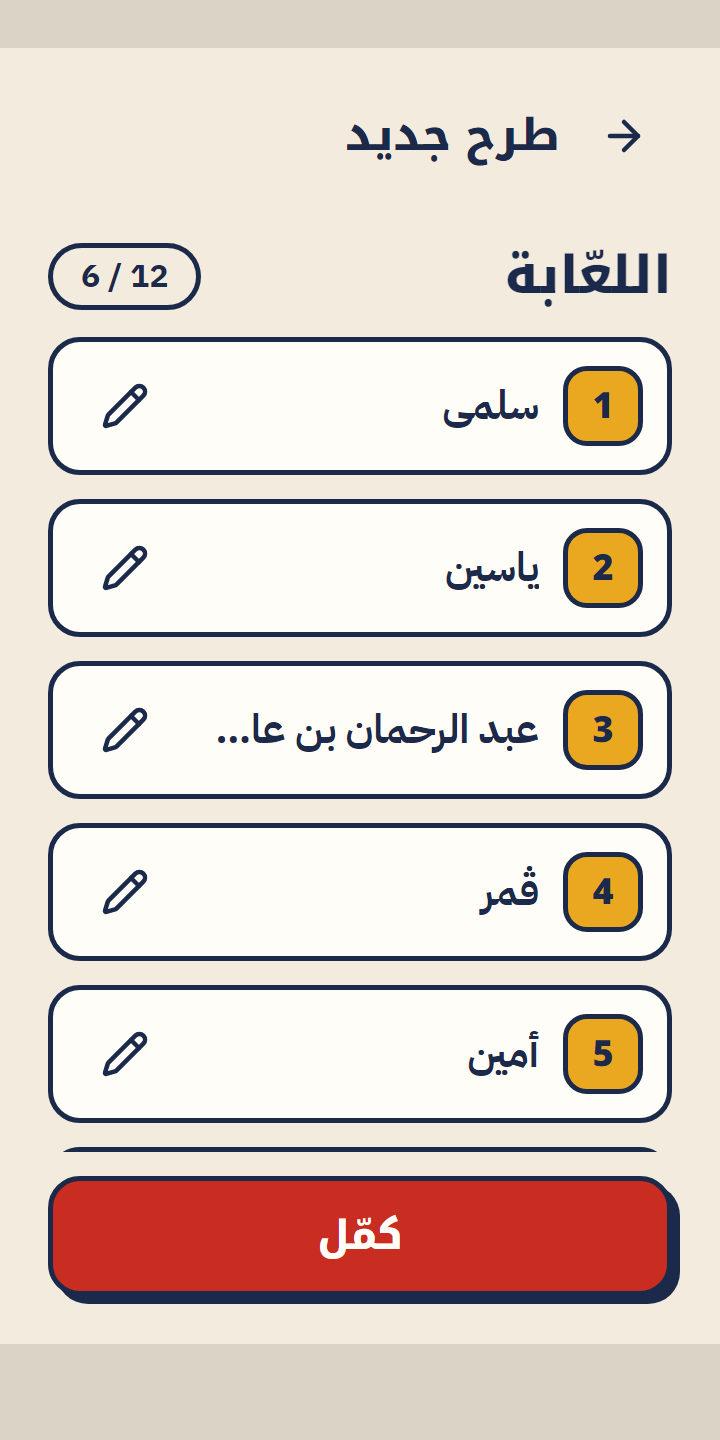 طرح جديد
اللعّابة
6 / 12
1 سلمى
2 ياسين
3 عبد الرحمان بن عا...
4 ڨمر
5 أمين
كمّل